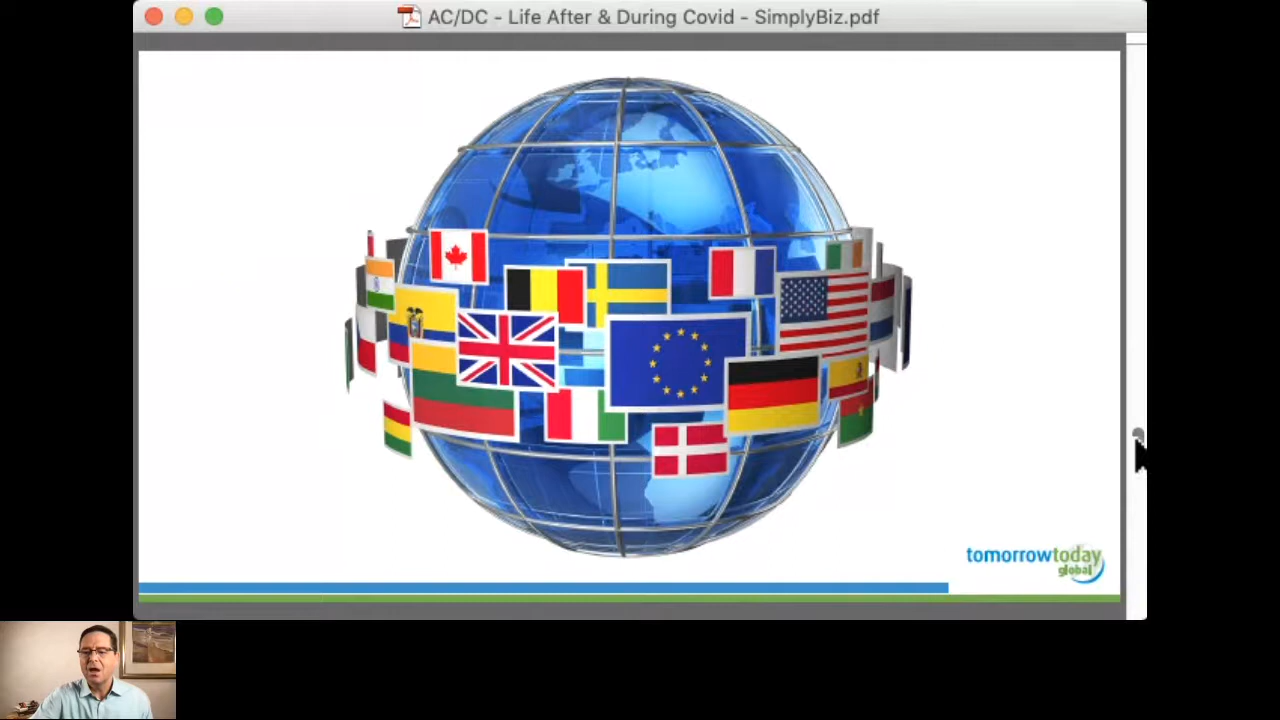 AC/DC - Life After & During Covid - SimplyBiz.pdf
tomorrowtoday
global